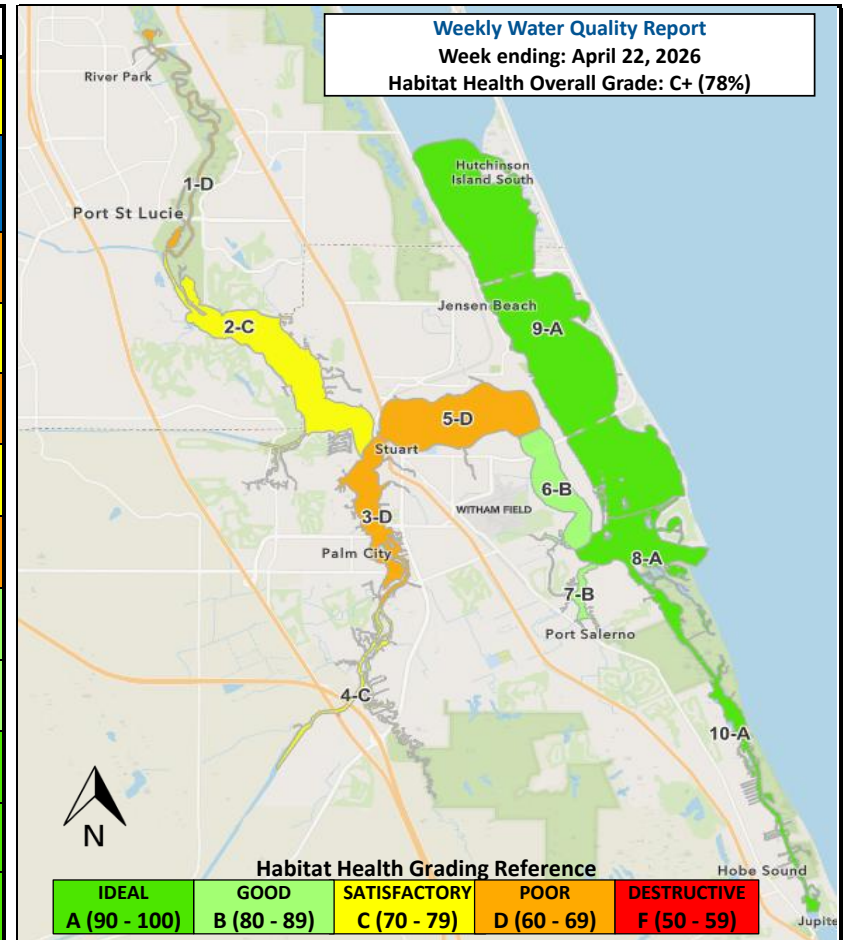 Weekly Water Quality Report
Week ending: April 22, 2026
Habitat Health Overall Grade: C+ (78%)
River Park
Hutchinson
Island South
1-D
Port St Lucie
Jensen Beach
2-C
9-A
5-D
Stuart
6-B
WITHAM FIELD
3-D
Palm City
8-A
7-B
Port Salerno
4-C
10-A
N
Habitat Health Grading Reference
Hobe Sound
IDEAL GOOD SATISFACTORY POOR DESTRUCTIVE
A (90 - 100) B (80 - 89) C (70 - 79) D (60 - 69) F (50 - 59)
Jupite